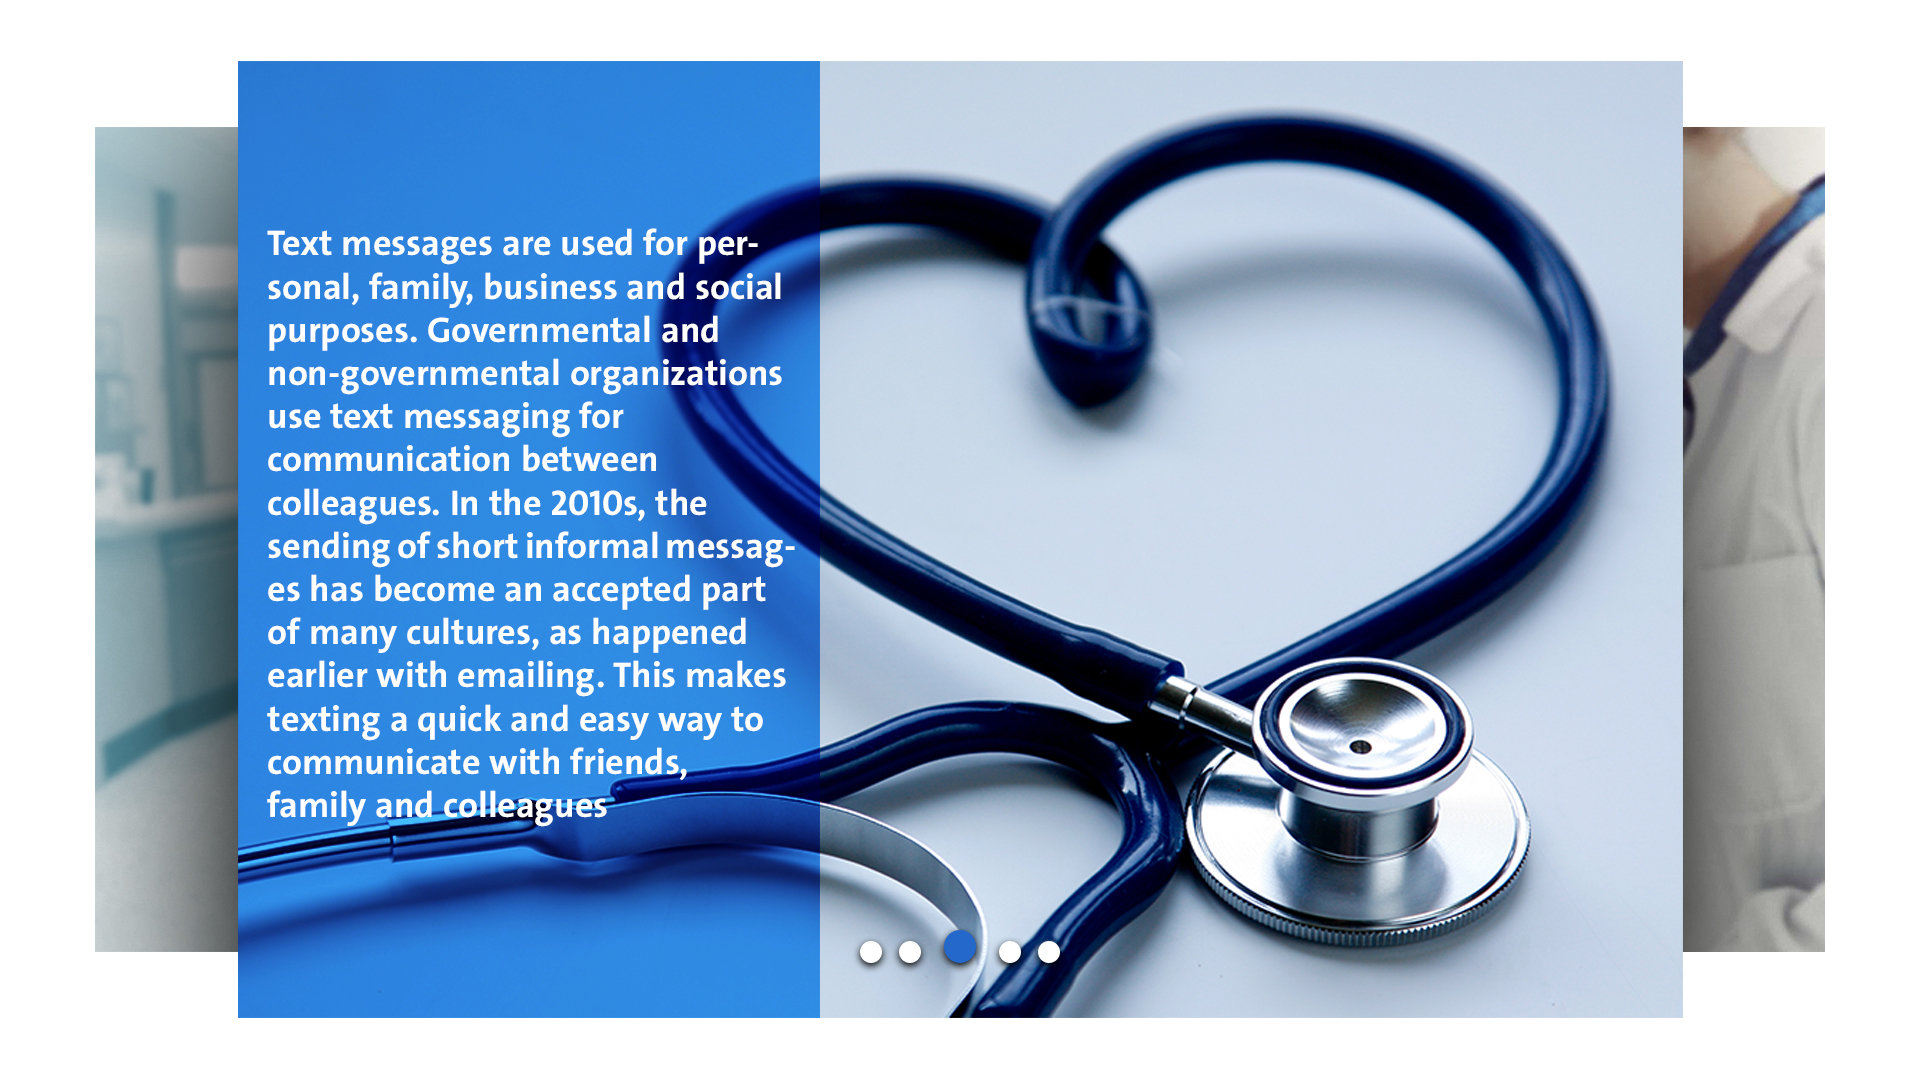 Text messages are used for per-
sonal, family, business and social
purposes. Governmental and
non-governmental organizations
use text messaging for
communication between
colleagues. In the 2010s, the
sending of short informal messag-
es has become an accepted part
of many cultures, as happened
earlier with emailing. This makes
texting a quick and easy way to
communicate with friends,
family and colleagues